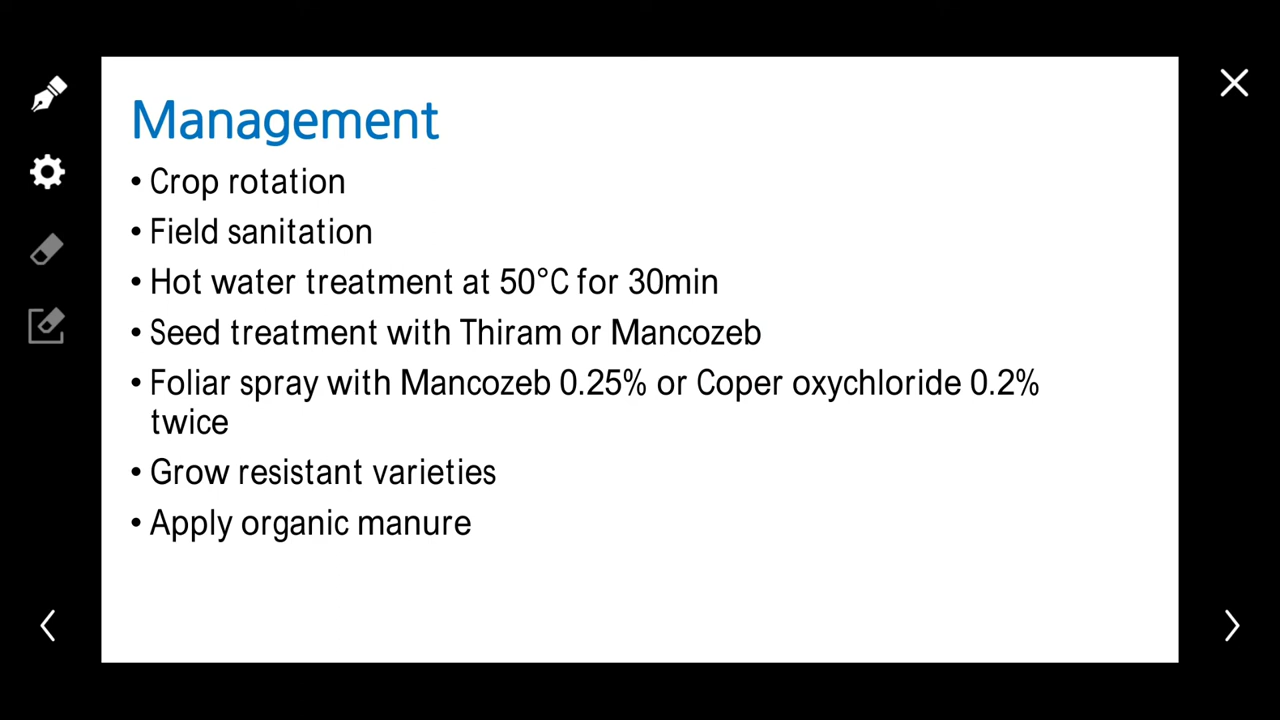 Management
• Crop rotation
• Field sanitation
• Hot water treatment at 50°C for 30min
• Seed treatment with Thiram or Mancozeb
• Foliar spray with Mancozeb 0.25% or Coper oxychloride 0.2%
twice
• Grow resistant varieties
• Apply organic manure